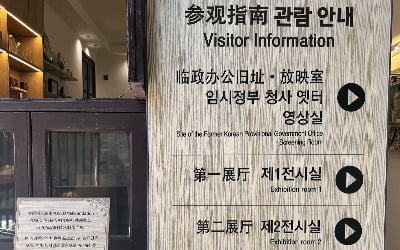 参观指南 관람 안내
Visitor Information
临政办公旧址·放映室
임시정부 청사 옛터
영상실
Site of the Former Korean Provisional Government Office
· Screening Room
第一展厅 제1전시실
Exhibition room 1
第二展厅 제2전시실
Exhibition room 2